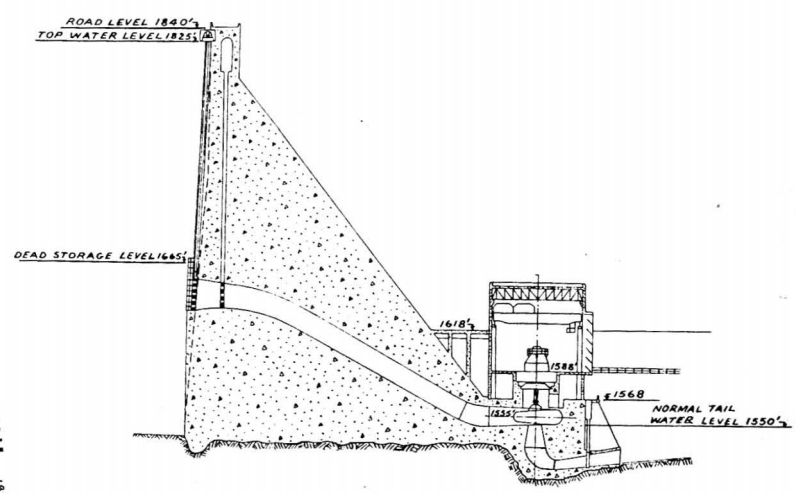 ROAD LEVEL 1840'
TOP WATER LEVEL 1825'
DEAD STORAGE LEVEL 1665'
1618'
1588'
1568
1555'
NORMAL TAIL
WATER LEVEL 1550'